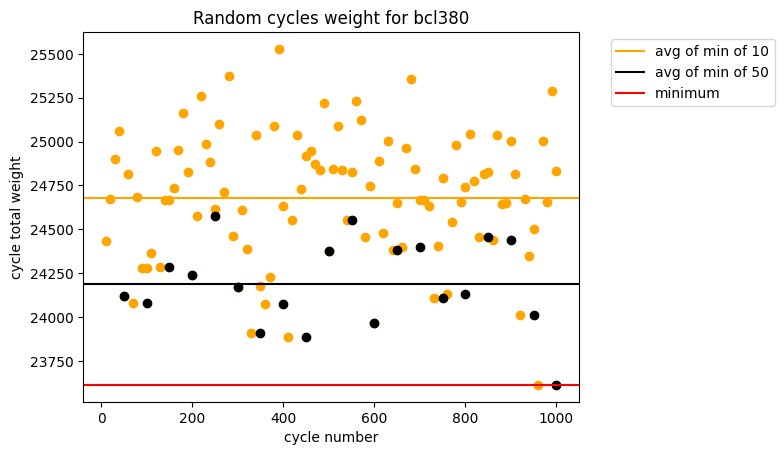 Random cycles weight for bcl380
avg of min of 10
avg of min of 50
minimum
cycle total weight
25500
25250
25000
24750
24500
24250
24000
23750
0 200 400 600 800 1000
cycle number